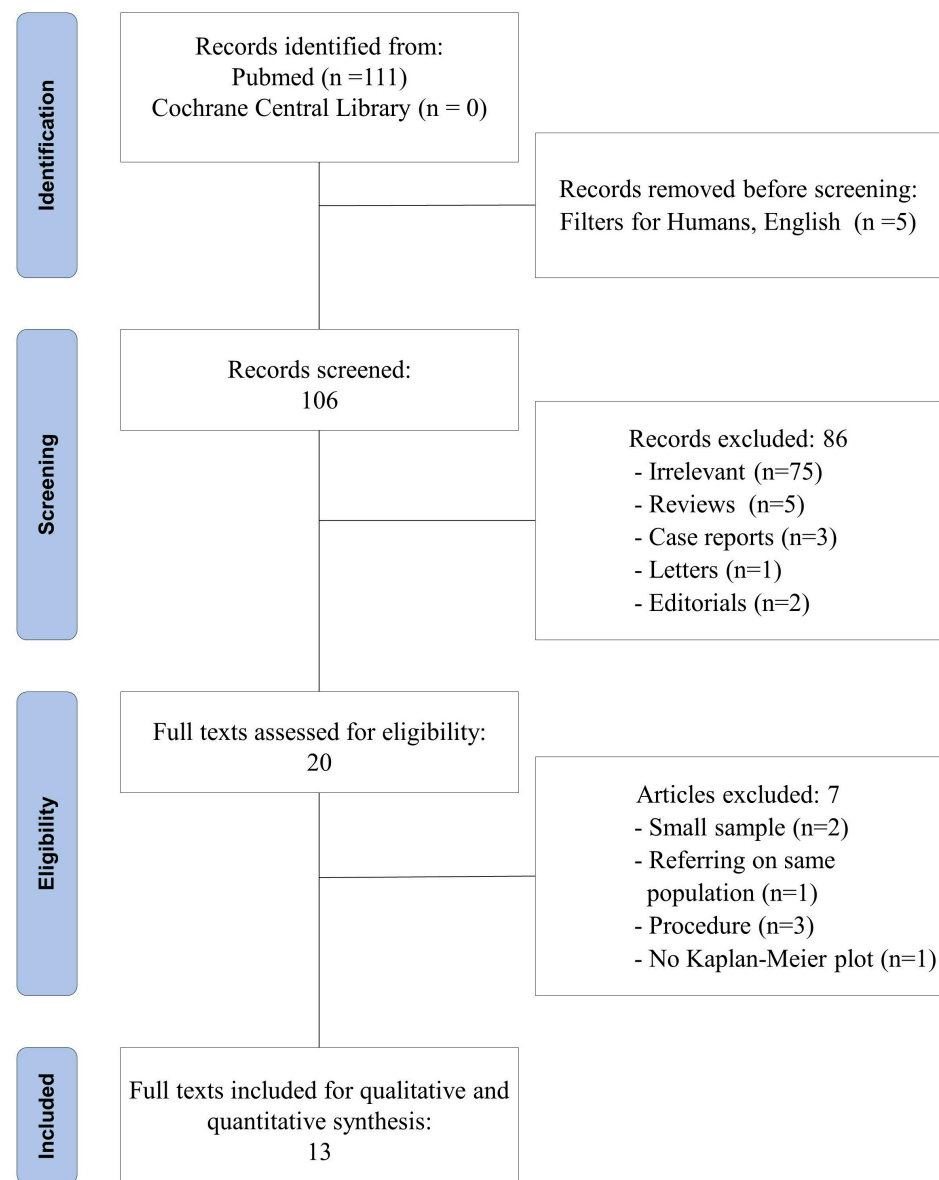 Identification
Records identified from:
Pubmed (n =111)
Cochrane Central Library (n = 0)
Records removed before screening:
Filters for Humans, English (n =5)
Screening
Records screened:
106
Records excluded: 86
- Irrelevant (n=75)
- Reviews (n=5)
- Case reports (n=3)
- Letters (n=1)
- Editorials (n=2)
Eligibility
Full texts assessed for eligibility:
20
Articles excluded: 7
- Small sample (n=2)
- Referring on same
population (n=1)
- Procedure (n=3)
- No Kaplan-Meier plot (n=1)
Included
Full texts included for qualitative and
quantitative synthesis:
13